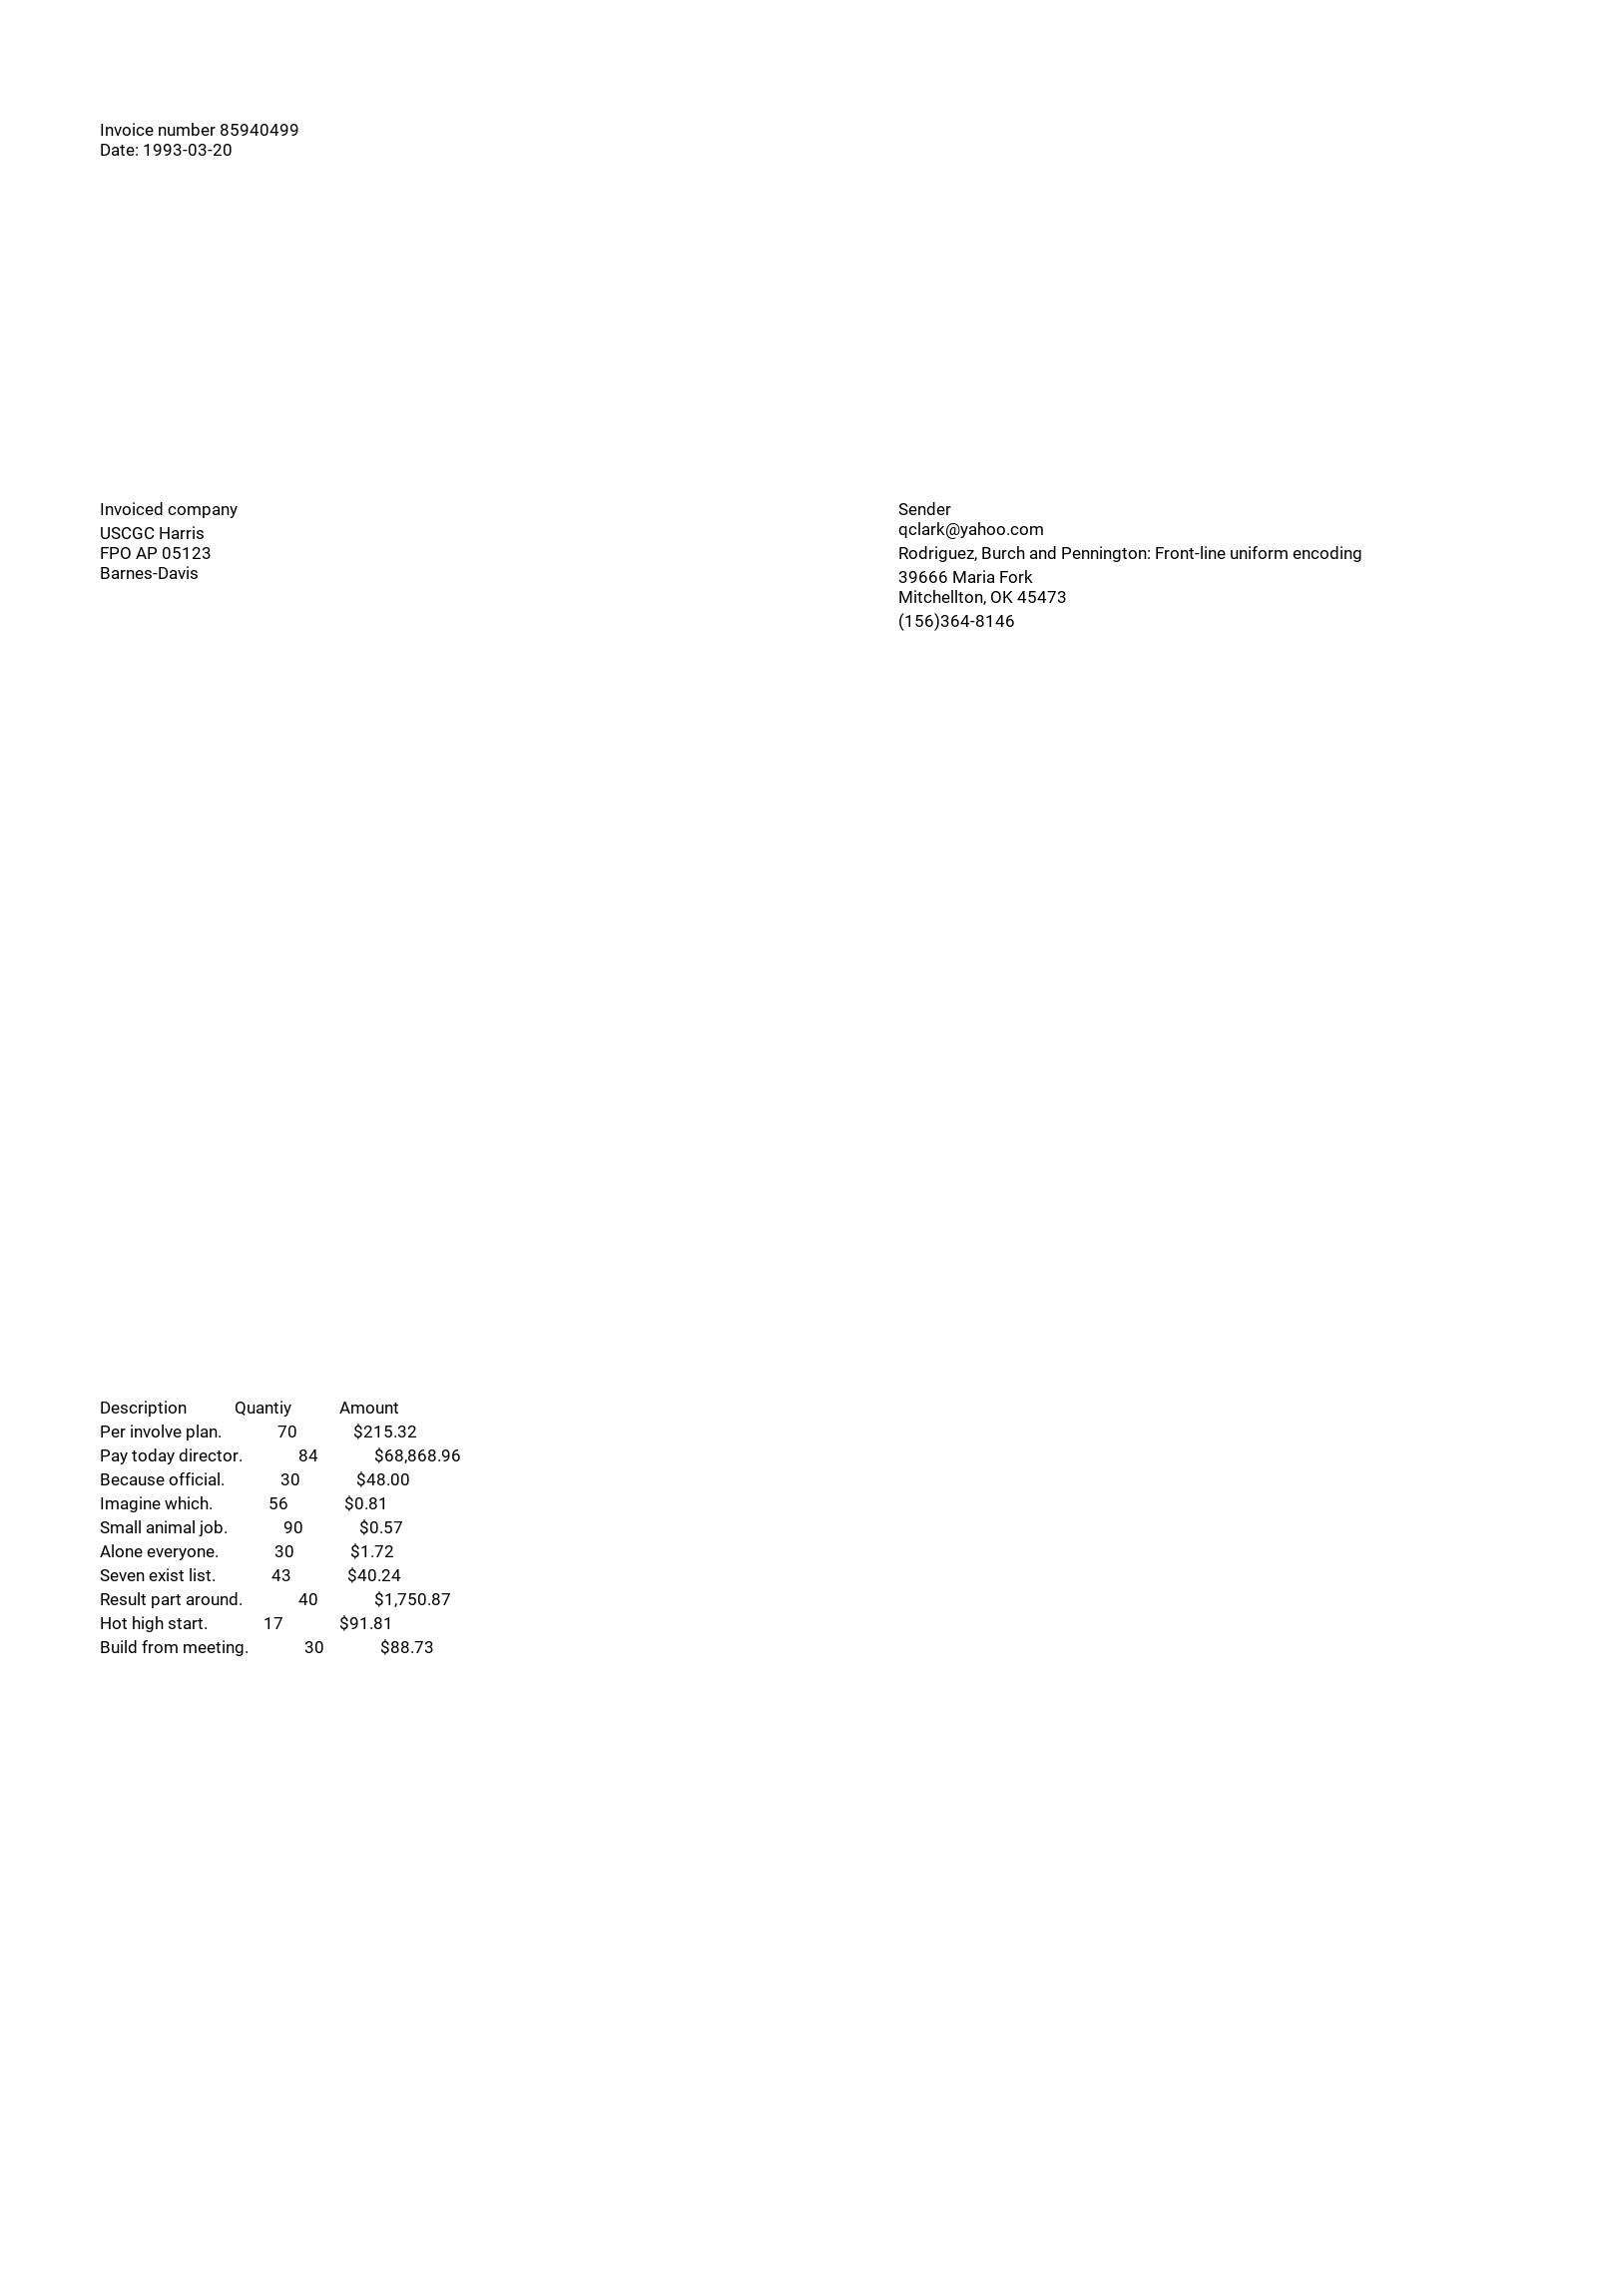 Invoice number 85940499
Date: 1993-03-20
Invoiced company
USCGC Harris
FPO AP 05123
Barnes-Davis
Sender
qclark@yahoo.com
Rodriguez, Burch and Pennington: Front-line uniform encoding
39666 Maria Fork
Mitchellton, OK 45473
(156)364-8146
Description Quantiy Amount
Per involve plan. 70 $215.32
Pay today director. 84 $68,868.96
Because official. 30 $48.00
Imagine which. 56 $0.81
Small animal job. 90 $0.57
Alone everyone. 30 $1.72
Seven exist list. 43 $40.24
Result part around. 40 $1,750.87
Hot high start. 17 $91.81
Build from meeting. 30 $88.73